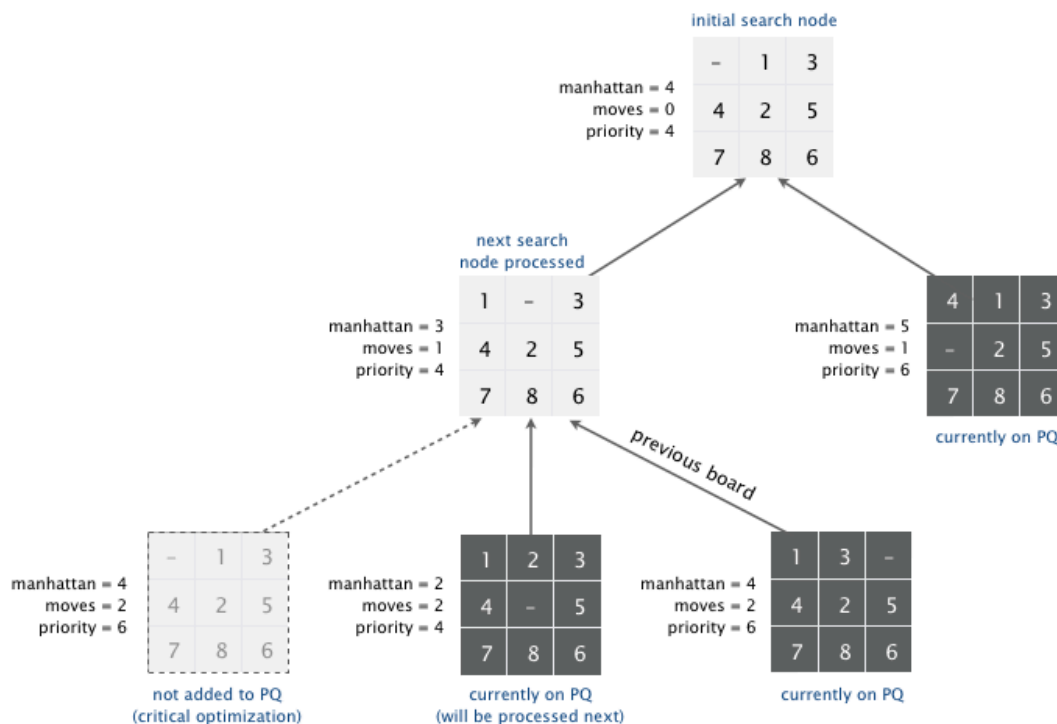 initial search node
- 1 3
manhattan = 4
moves = 0
priority = 4
4 2 5
7 8 6
next search
node processed
1 - 3
manhattan = 3
moves = 1
priority = 4
4 2 5
7 8 6
4 1 3
manhattan = 5
moves = 1
priority = 6
- 2 5
7 8 6
currently on PQ
previous board
- 1 3
manhattan = 4
moves = 2
priority = 6
4 2 5
7 8 6
not added to PQ
(critical optimization)
1 2 3
manhattan = 2
moves = 2
priority = 4
4 - 5
7 8 6
currently on PQ
(will be processed next)
1 3 -
manhattan = 4
moves = 2
priority = 6
4 2 5
7 8 6
currently on PQ